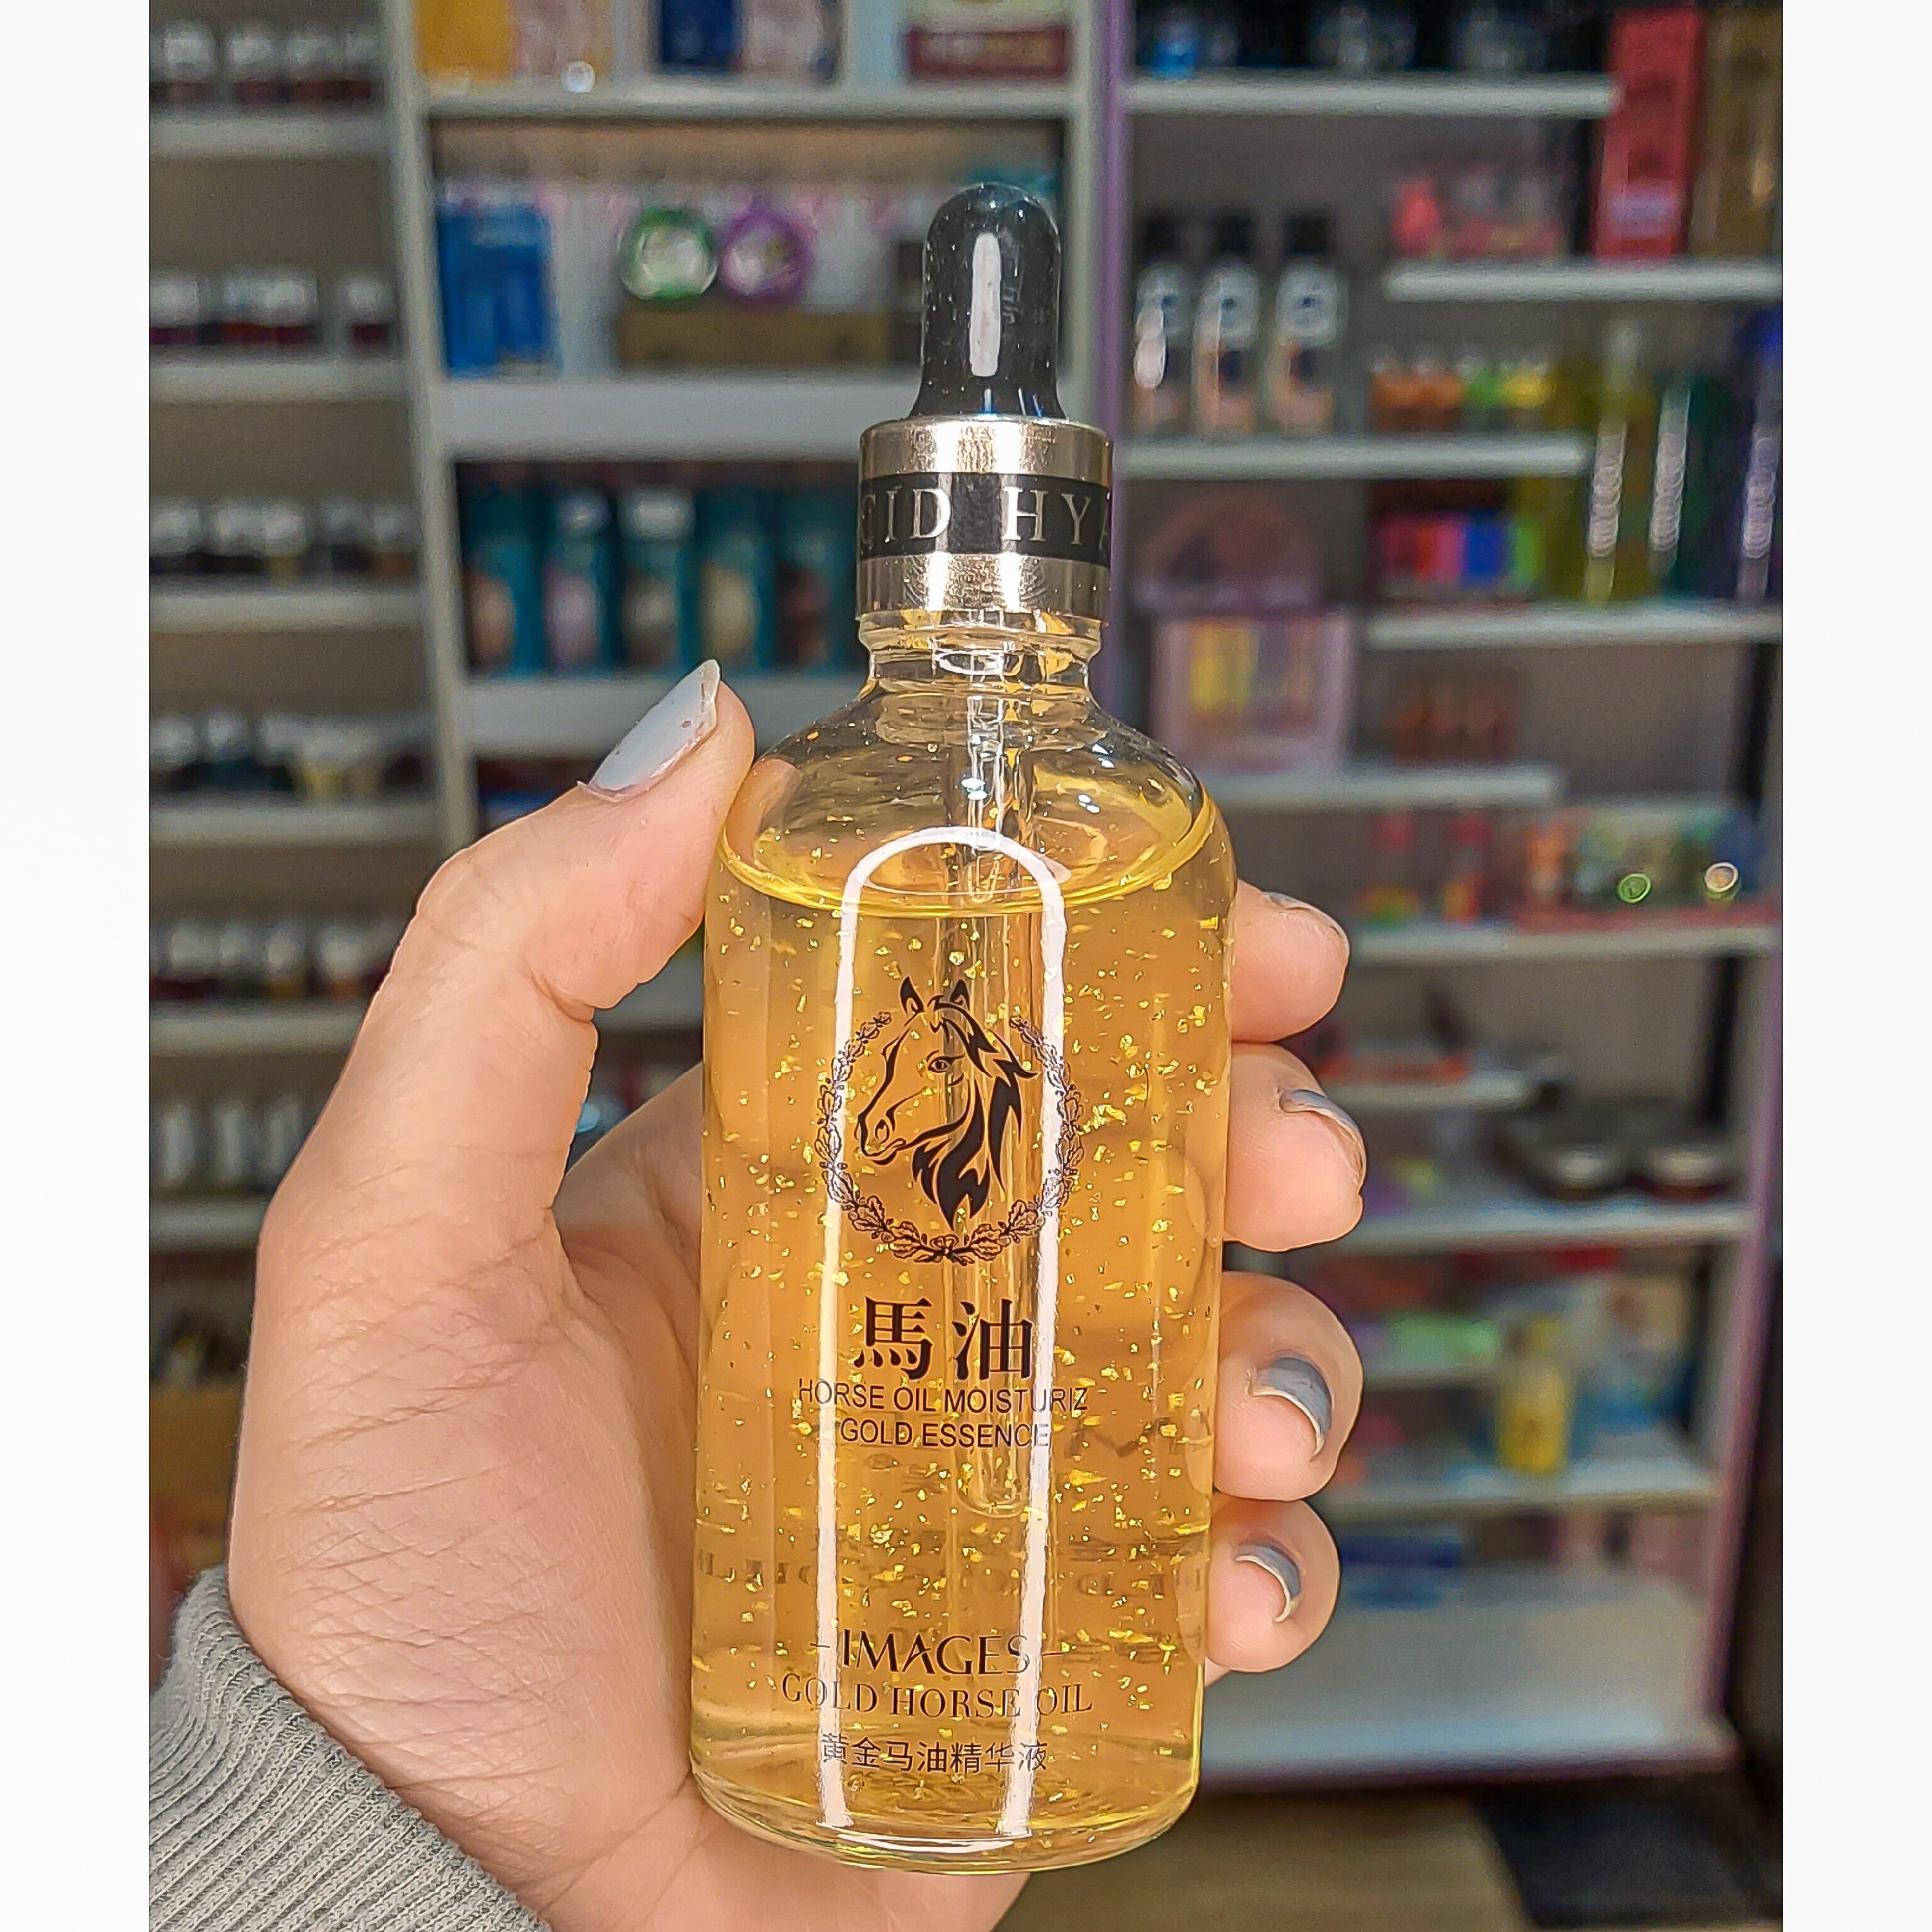 CID HYA
馬油
HORSE OIL MOISTURIZ
GOLD ESSENCE
IMAGES
GOLD HORSE OIL
黄金马油精华液